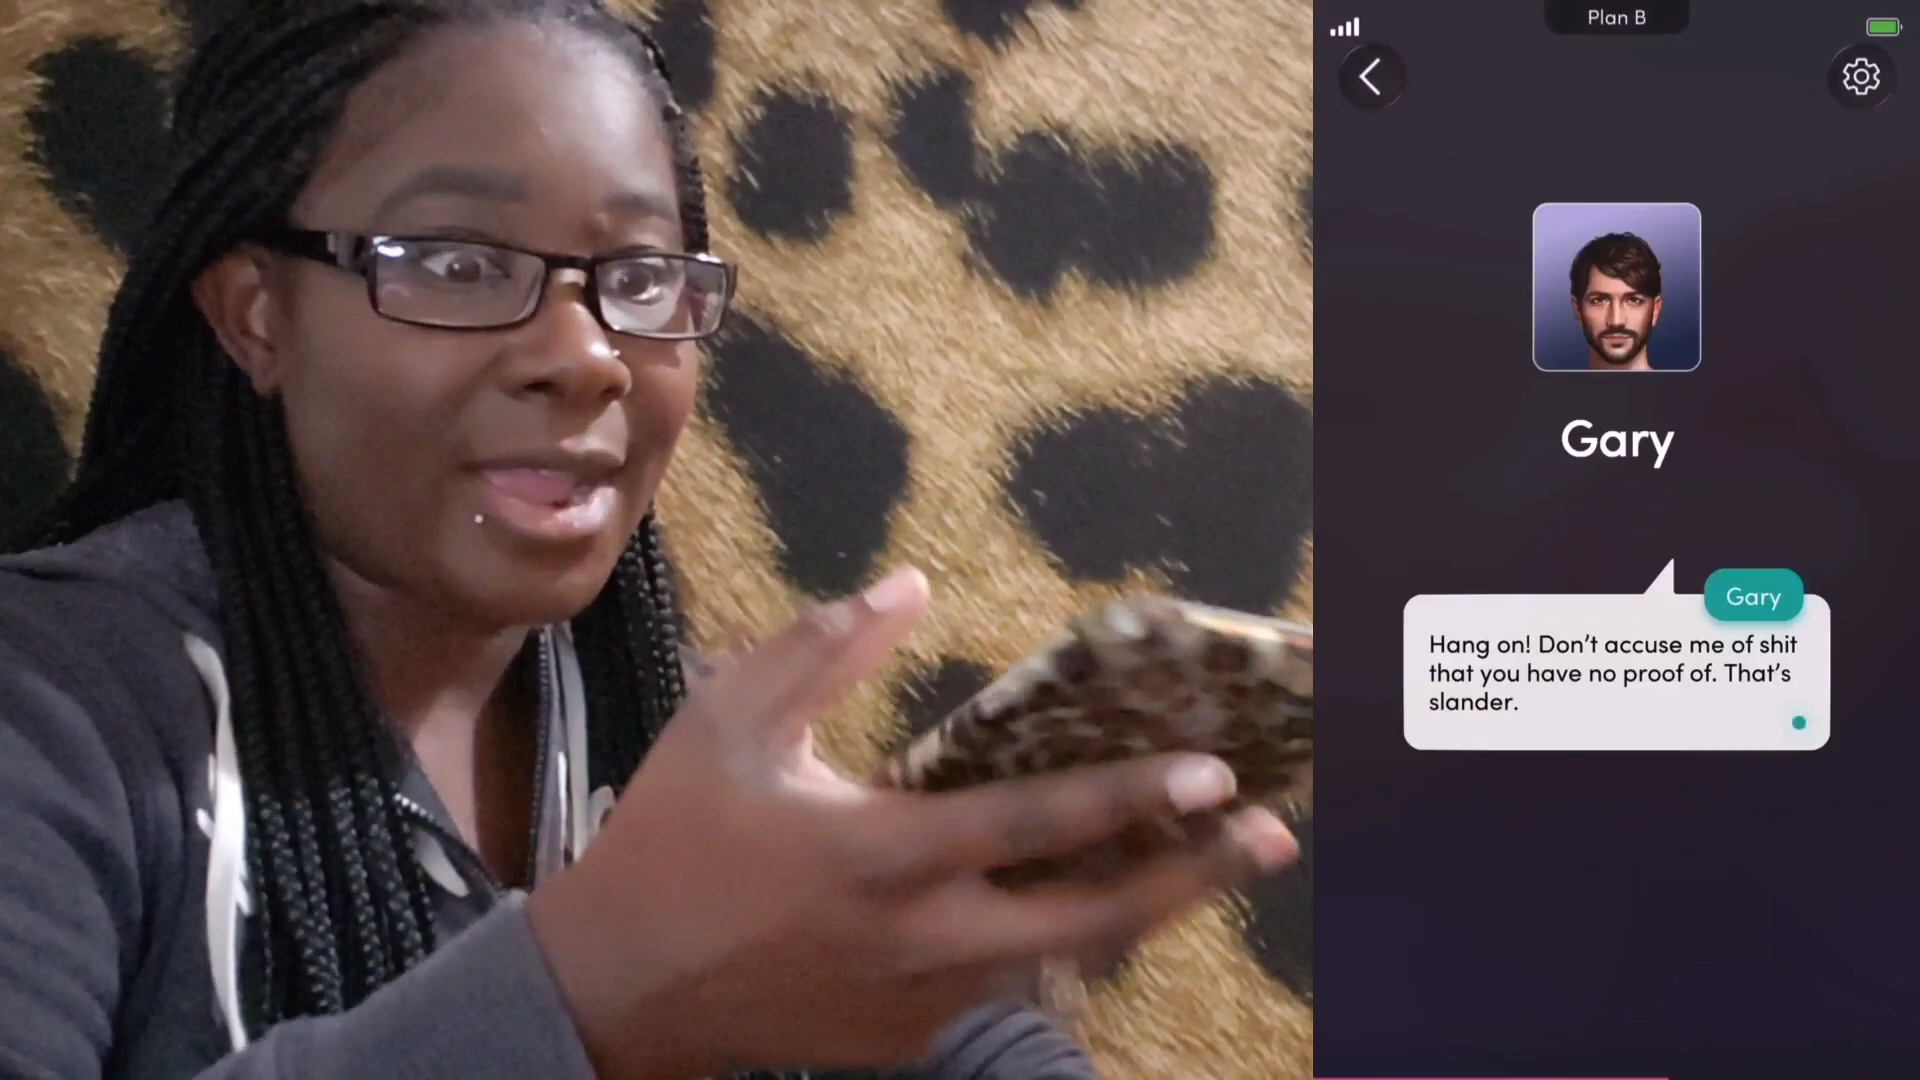 Plan B
Gary
Gary
Hang on! Don’t accuse me of shit
that you have no proof of. That’s
slander.